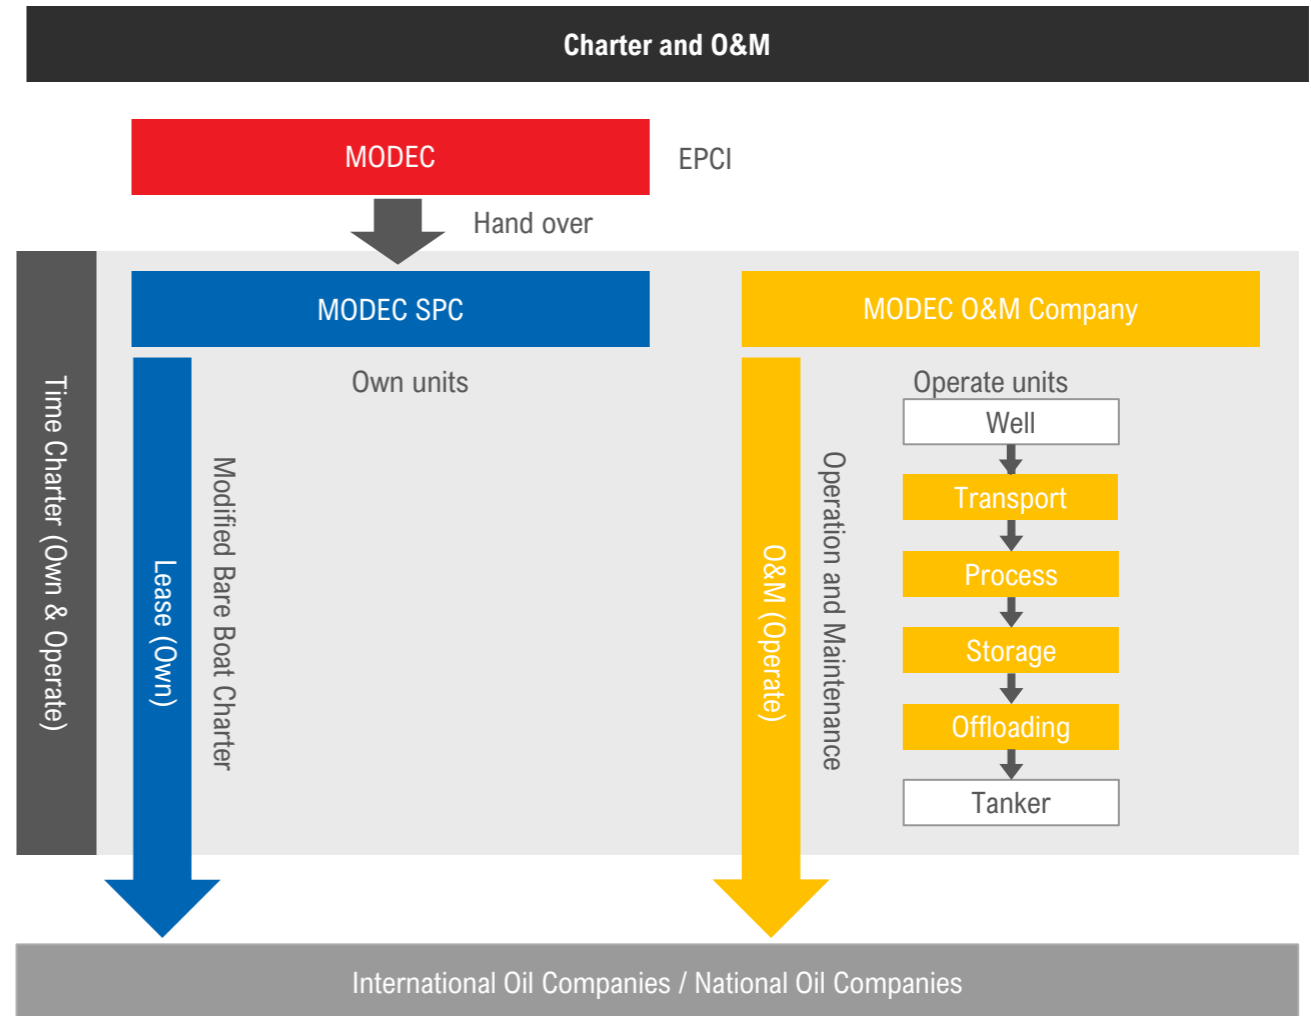 Charter and O&M
MODEC
EPCI
Hand over
MODEC SPC
MODEC O&M Company
Time Charter (Own & Operate)
Own units
Lease (Own)
Modified Bare Boat Charter
O&M (Operate)
Operation and Maintenance
Operate units
Well
Transport
Process
Storage
Offloading
Tanker
International Oil Companies / National Oil Companies